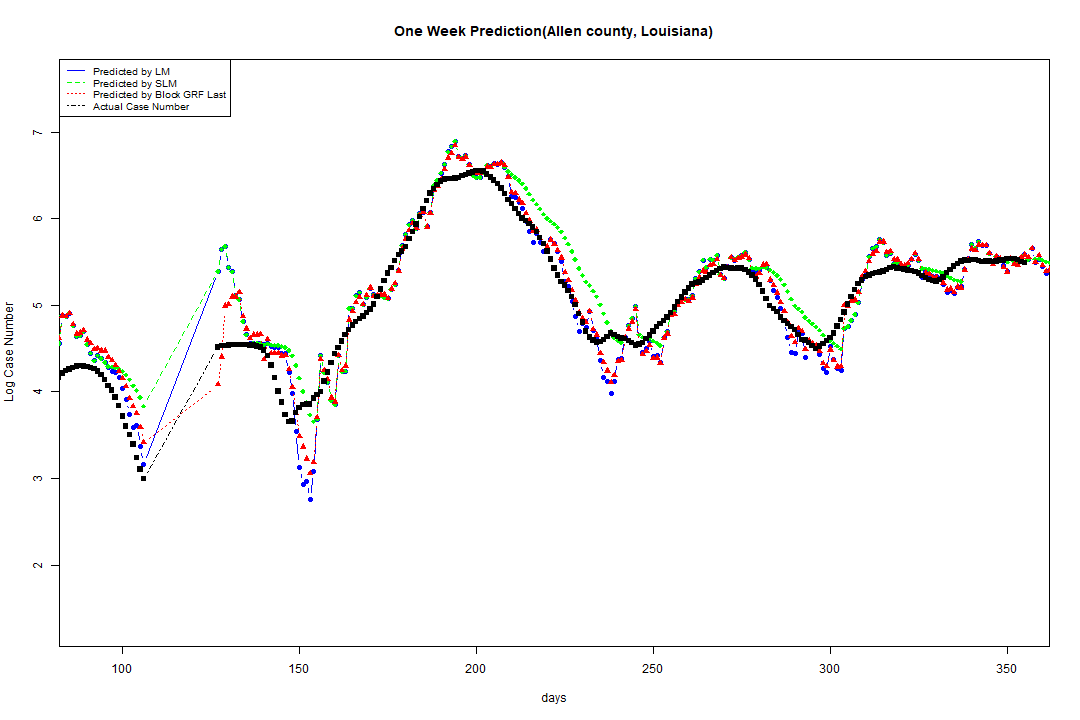 One Week Prediction(Allen county, Louisiana)
Predicted by LM
Predicted by SLM
Predicted by Block GRF Last
Actual Case Number
Log Case Number
7
6
5
4
3
2
100 150 200 250 300 350
days